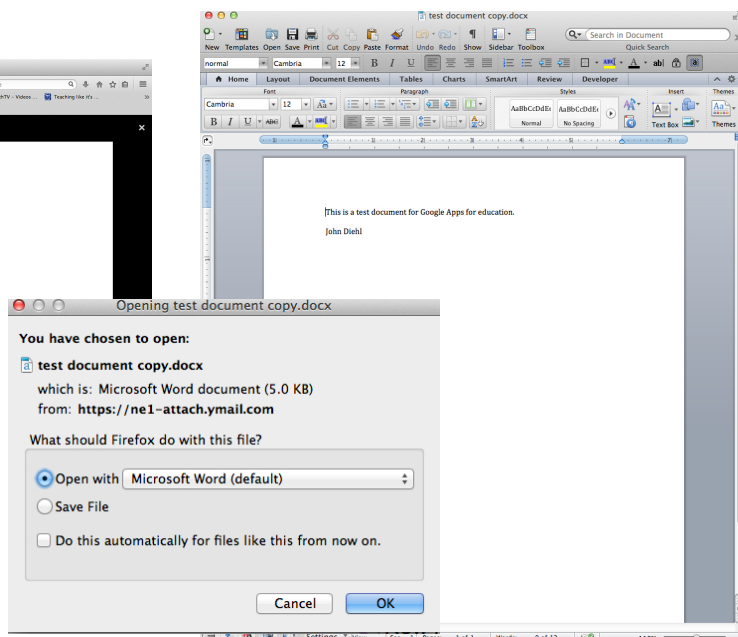 test document copy.docx
Search in Document
New Templates Open Save Print Cut Copy Paste Format Undo Redo Show Sidebar Toolbox Quick Search
normal Cambria 12 B I U
Home Layout Document Elements Tables Charts SmartArt Review Developer
Font Paragraph Styles Insert Themes
Cambria 12 Aa
AaBbCcDdEe AaBbCcDdEe
B I U ABC A ABC Normal No Spacing Text Box Themes
chTV - Videos ... Teaching like it's ...
This is a test document for Google Apps for education.
John Diehl
Opening test document copy.docx
You have chosen to open:
test document copy.docx
which is: Microsoft Word document (5.0 KB)
from: https://ne1-attach.ymail.com
What should Firefox do with this file?
Open with Microsoft Word (default)
Save File
Do this automatically for files like this from now on.
Cancel OK